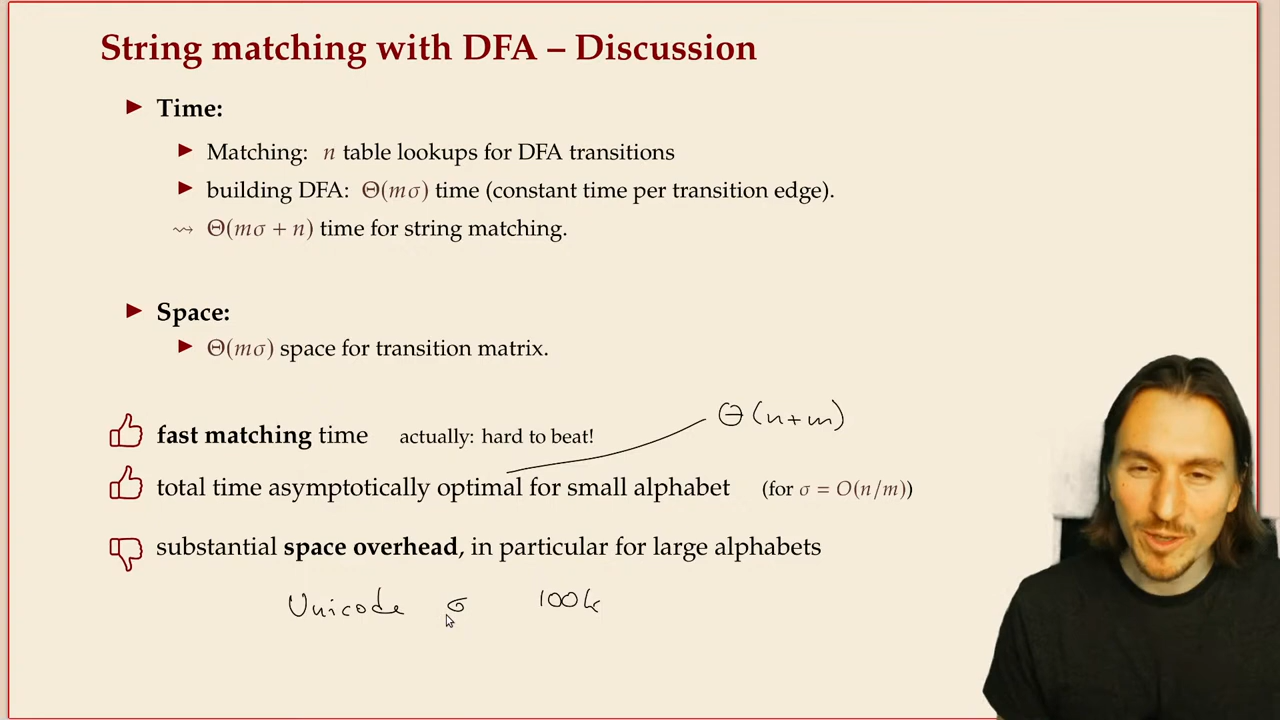 String matching with DFA – Discussion
▶ Time:
▶ Matching: n table lookups for DFA transitions
▶ building DFA: Θ(mσ) time (constant time per transition edge).
⇝ Θ(mσ + n) time for string matching.
▶ Space:
▶ Θ(mσ) space for transition matrix.
Θ(n+m)
fast matching time actually: hard to beat!
total time asymptotically optimal for small alphabet (for σ = O(n/m))
substantial space overhead, in particular for large alphabets
Unicode σ 100k